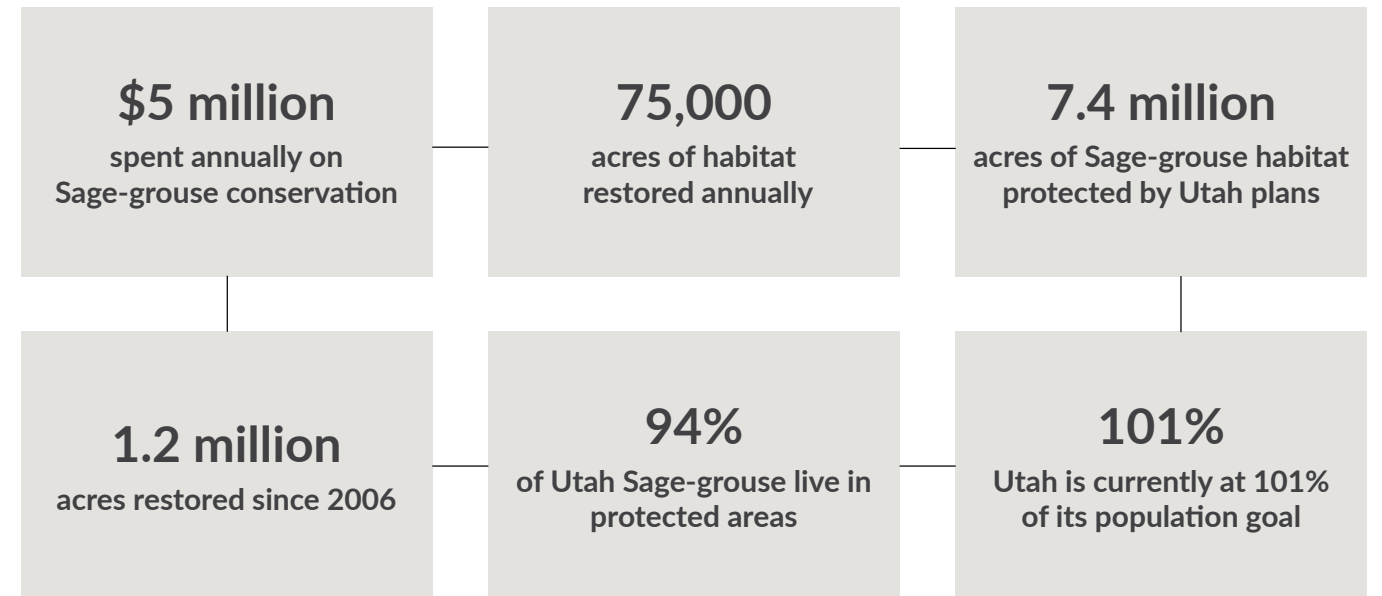 $5 million
spent annually on
Sage-grouse conservation
75,000
acres of habitat
restored annually
7.4 million
acres of Sage-grouse habitat
protected by Utah plans
1.2 million
acres restored since 2006
94%
of Utah Sage-grouse live in
protected areas
101%
Utah is currently at 101%
of its population goal